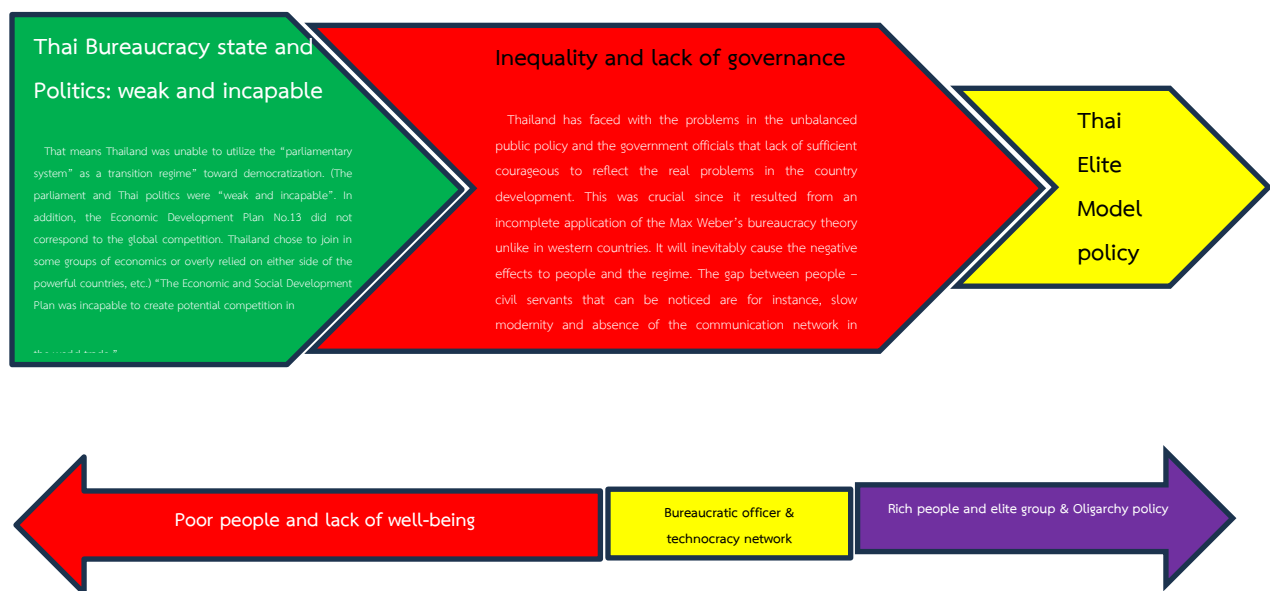 Thai Bureaucracy state and
Politics: weak and incapable
That means Thailand was unable to utilize the “parliamentary
system” as a transition regime” toward democratization. (The
parliament and Thai politics were “weak and incapable”. In
addition, the Economic Development Plan No.13 did not
correspond to the global competition. Thailand chose to join in
some groups of economics or overly relied on either side of the
powerful countries, etc.) “The Economic and Social Development
Plan was incapable to create potential competition in
the world trade.”
Inequality and lack of governance
Thailand has faced with the problems in the unbalanced
public policy and the government officials that lack of sufficient
courageous to reflect the real problems in the country
development. This was crucial since it resulted from an
incomplete application of the Max Weber’s bureaucracy theory
unlike in western countries. It will inevitably cause the negative
effects to people and the regime. The gap between people –
civil servants that can be noticed are for instance, slow
modernity and absence of the communication network in
Thai
Elite
Model
policy
Poor people and lack of well-being
Bureaucratic officer &
technocracy network
Rich people and elite group & Oligarchy policy